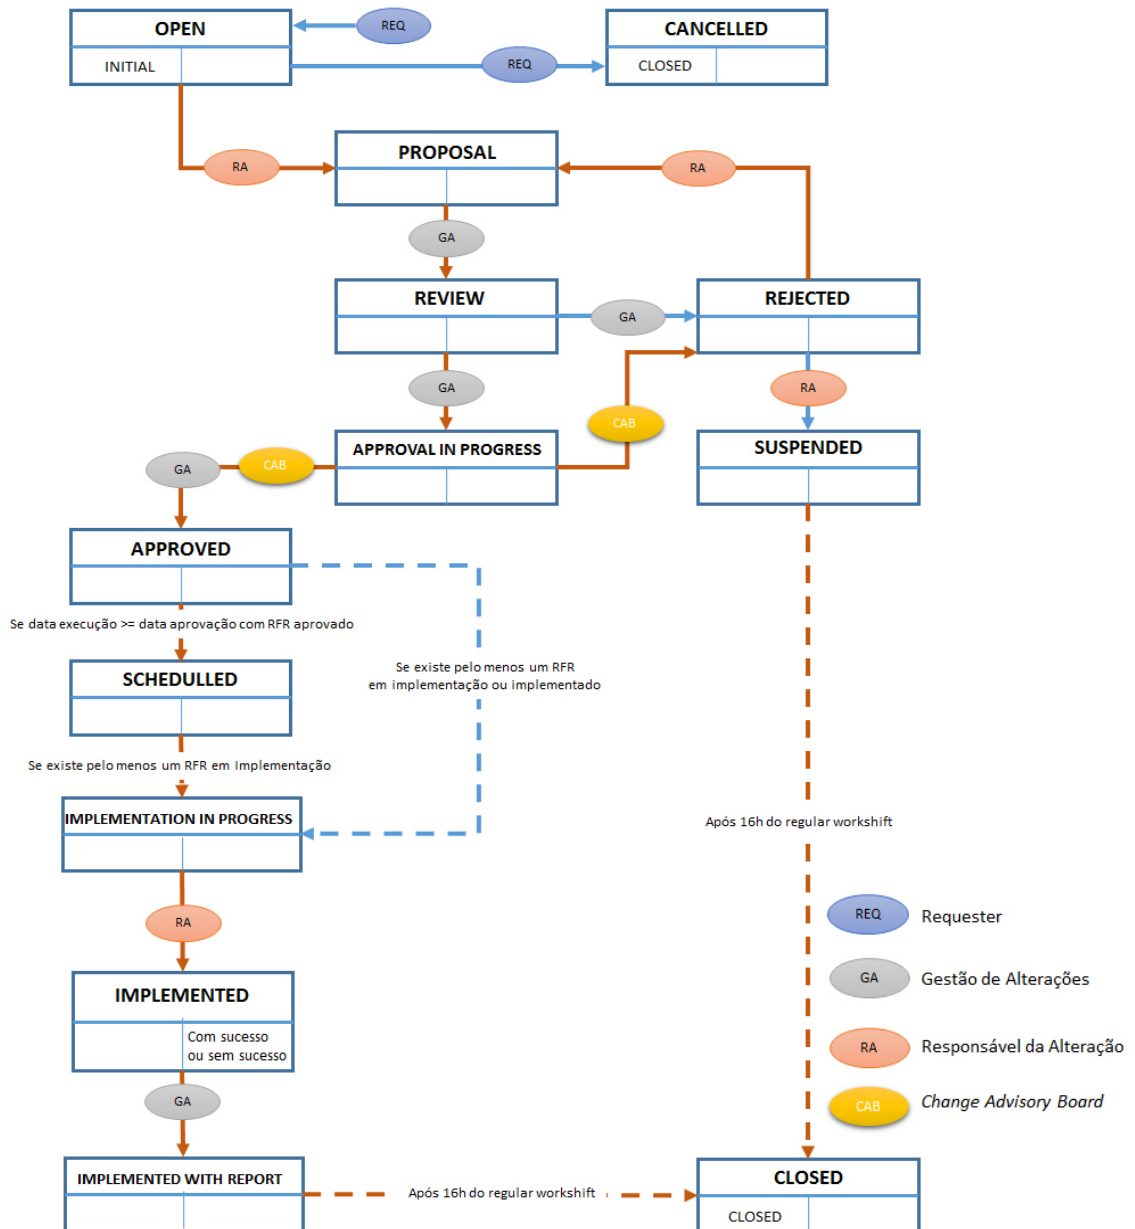 OPEN
REQ
CANCELLED
INITIAL
REQ
CLOSED
PROPOSAL
RA
RA
GA
REVIEW
REJECTED
GA
GA
RA
CAB
APPROVAL IN PROGRESS
SUSPENDED
GA
CAB
APPROVED
Se data execução >= data aprovação com RFR aprovado
Se existe pelo menos um RFR
em implementação ou implementado
SCHEDULLED
Se existe pelo menos um RFR em Implementação
IMPLEMENTATION IN PROGRESS
Após 16h do regular workshift
RA
REQ Requester
GA Gestão de Alterações
IMPLEMENTED
Com sucesso
ou sem sucesso
RA Responsável da Alteração
GA
CAB Change Advisory Board
IMPLEMENTED WITH REPORT
Após 16h do regular workshift
CLOSED
CLOSED